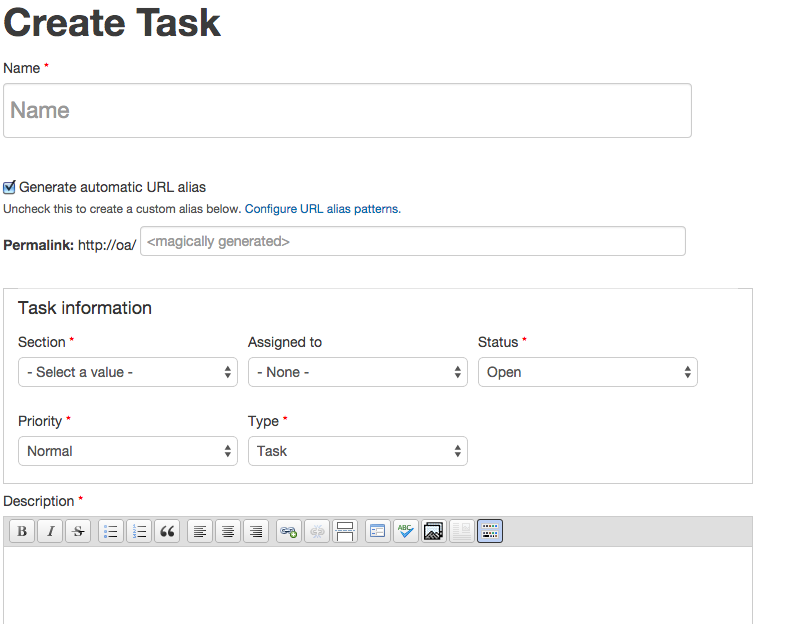 Create Task
Name *
Name
Generate automatic URL alias
Uncheck this to create a custom alias below. Configure URL alias patterns.
Permalink: http://oa/ <magically generated>
Task information
Section * Assigned to Status *
- Select a value - - None - Open
Priority * Type *
Normal Task
Description *
B I S ABC